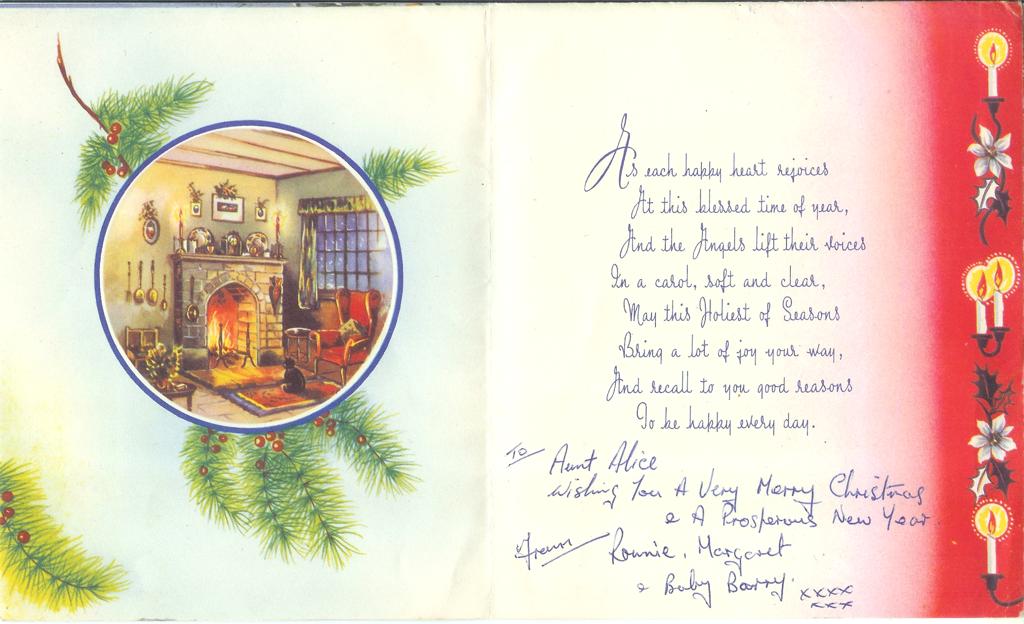 As each happy heart rejoices
At this blessed time of year,
And the Angels lift their voices
In a carol, soft and clear,
May this Holiest of Seasons
Bring a lot of joy your way,
And recall to you good reasons
To be happy every day.
To Aunt Alice
Wishing You A Very Merry Christmas
& A Prosperous New Year.
From Ronnie, Margaret
& Baby Barry.
xxxx
xxx